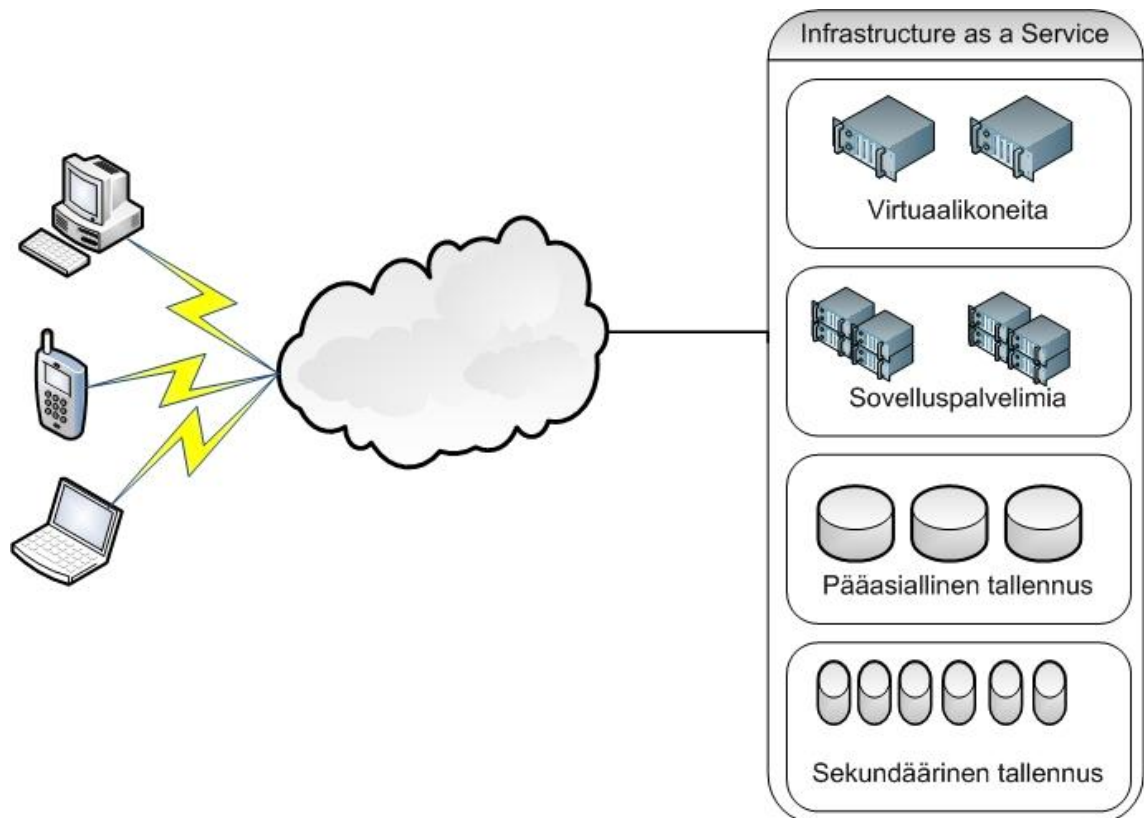 Infrastructure as a Service
Virtuaalikoneita
Sovelluspalvelimia
Pääasiallinen tallennus
Sekundäärinen tallennus